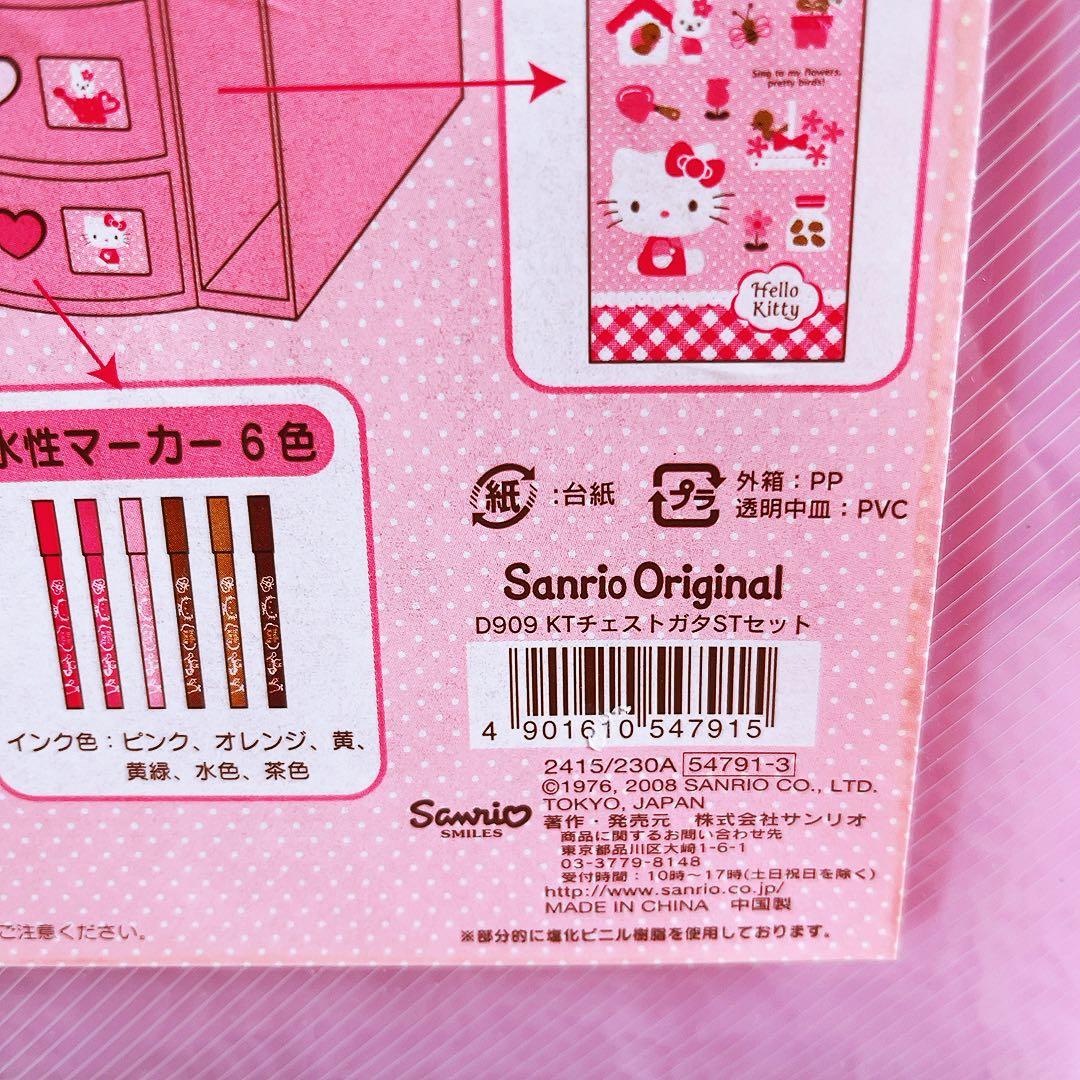 Sing to my flowers,
pretty birds!
Hello
Kitty
水性マーカー 6色
インク色：ピンク、オレンジ、黄、
黄緑、水色、茶色
紙 :台紙
プラ 外箱：PP
透明中皿：PVC
Sanrio Original
D909 KTチェストガタSTセット
4 901610 547915
2415/230A 54791-3
©1976, 2008 SANRIO CO., LTD.
TOKYO, JAPAN
Sanrio
SMILES
著作・発売元 株式会社サンリオ
商品に関するお問い合わせ先
東京都品川区大崎1-6-1
03-3779-8148
受付時間：10時〜17時(土日祝日を除く)
http://www.sanrio.co.jp/
MADE IN CHINA 中国製
ご注意ください。
※部分的に塩化ビニル樹脂を使用しております。